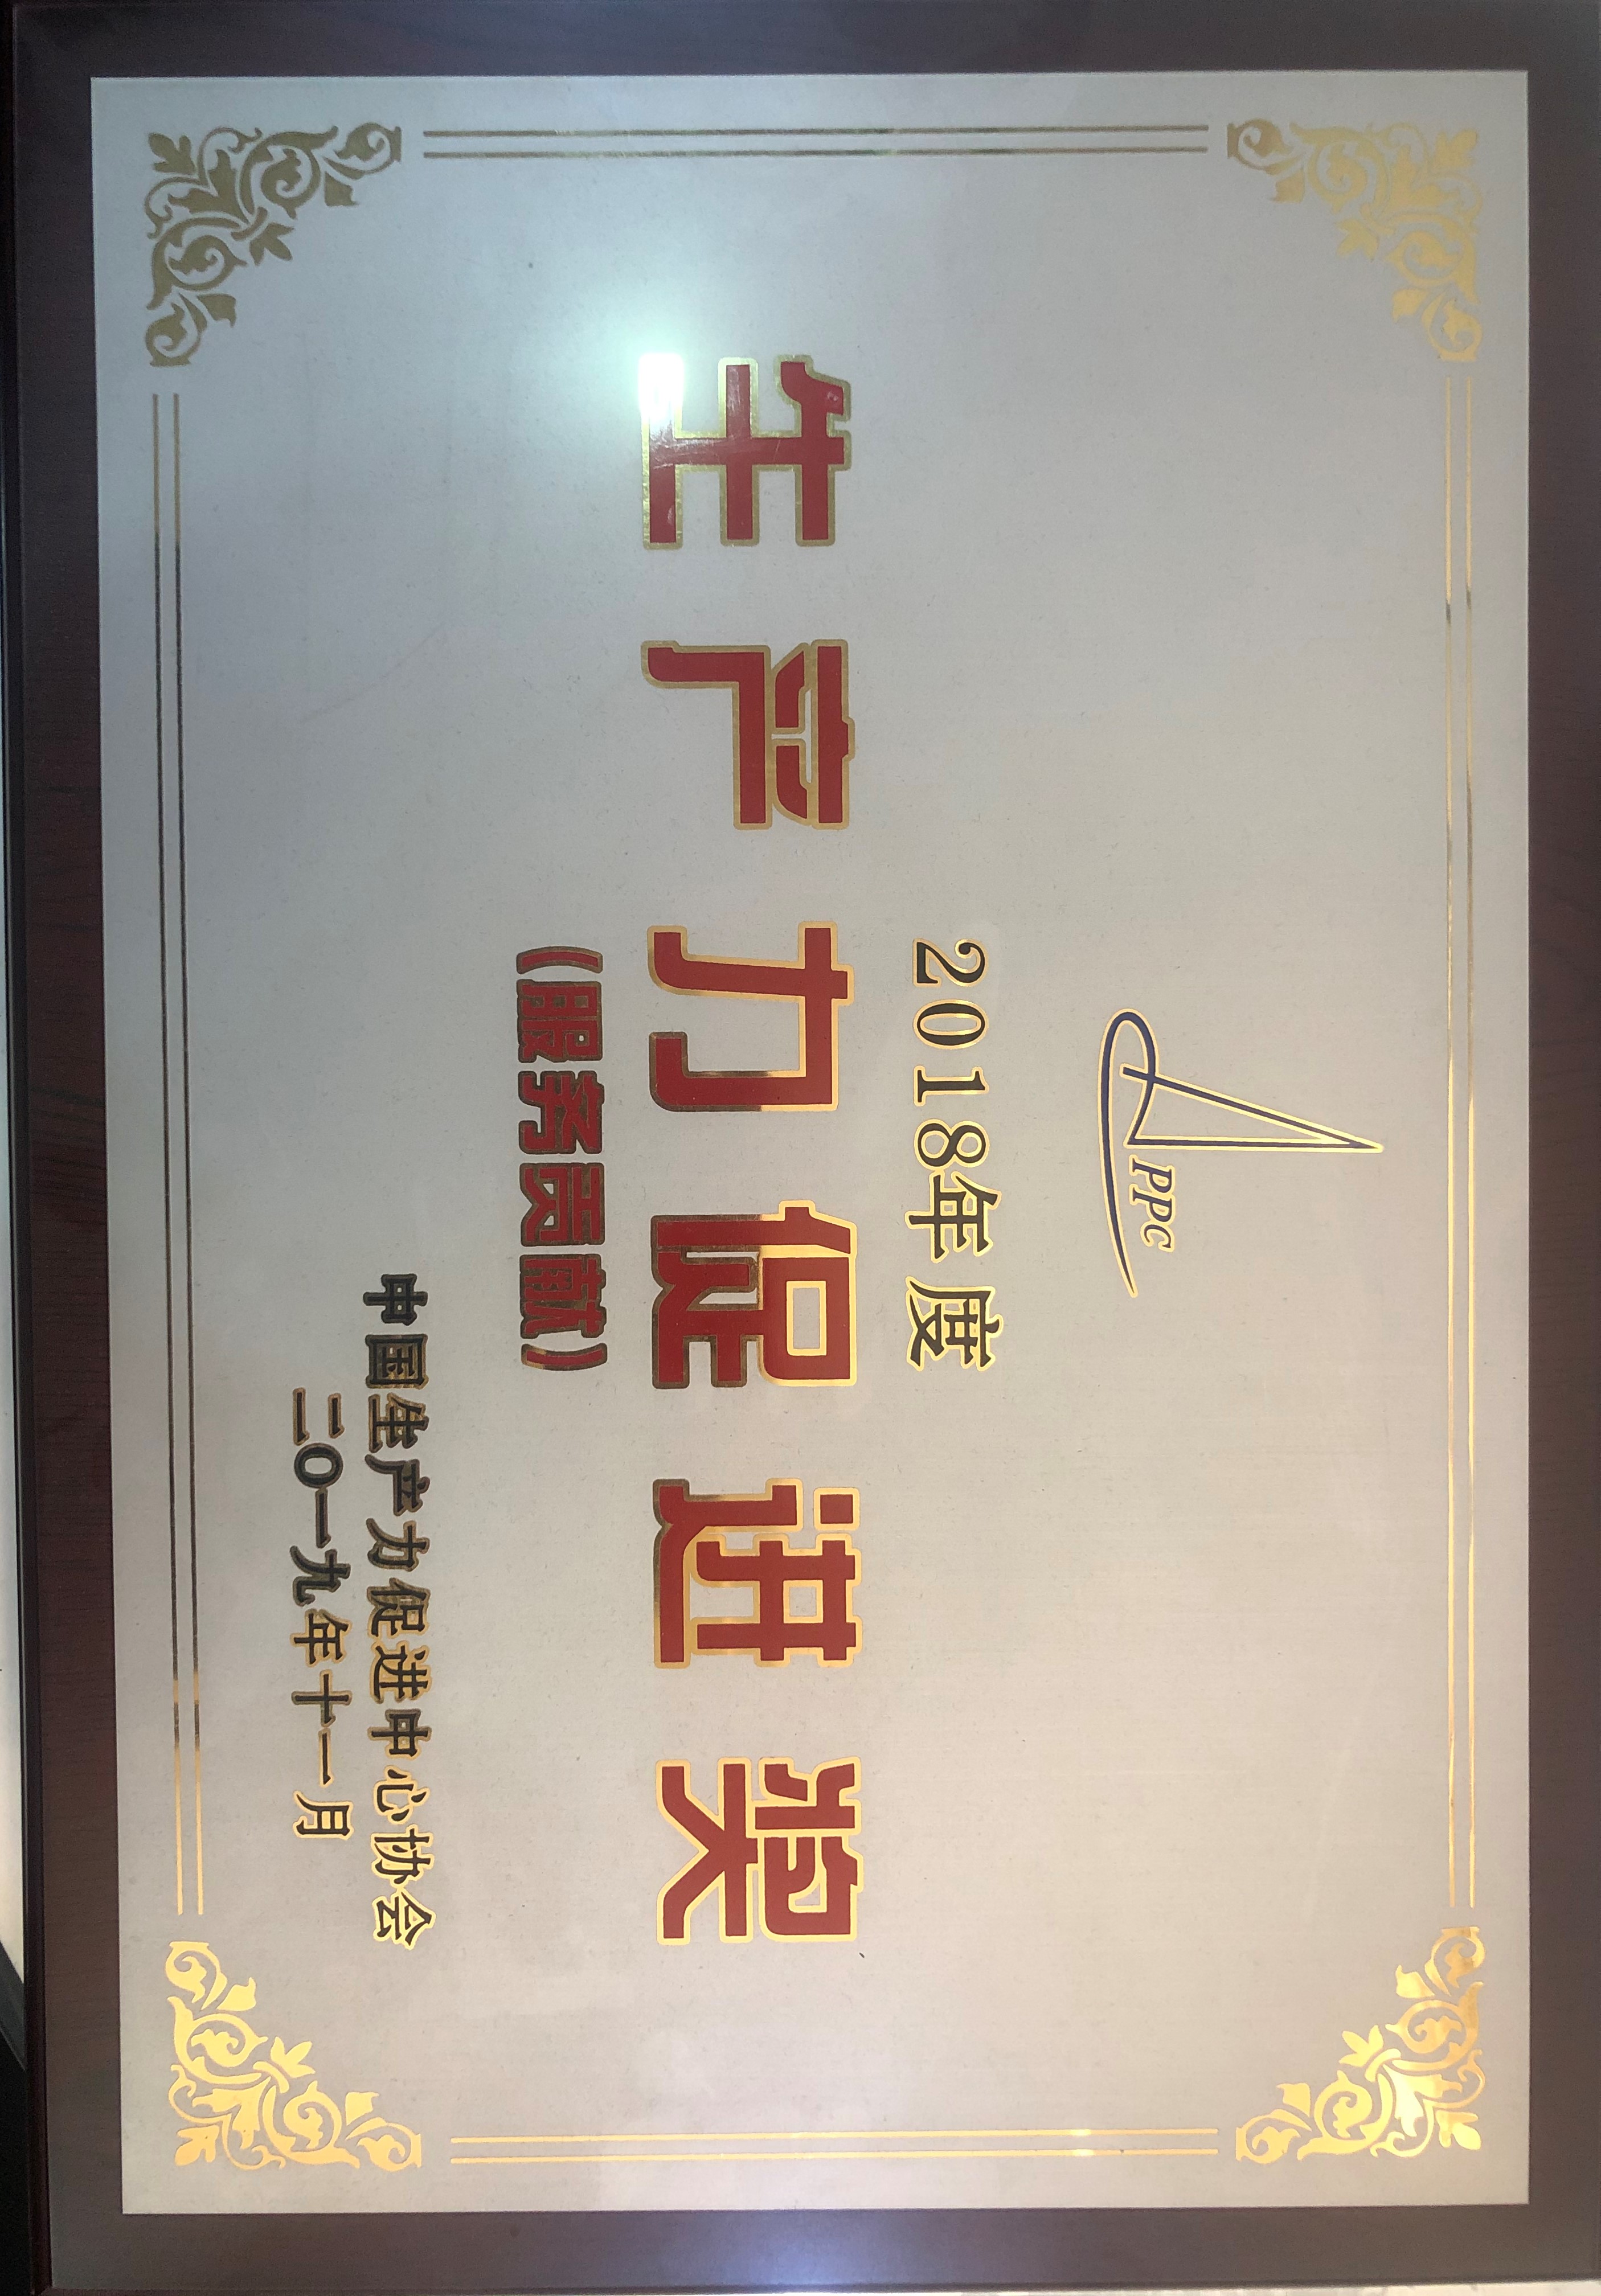 PPC
2018年度
生产力促进奖
(服务贡献)
中国生产力促进中心协会
二〇一九年十一月